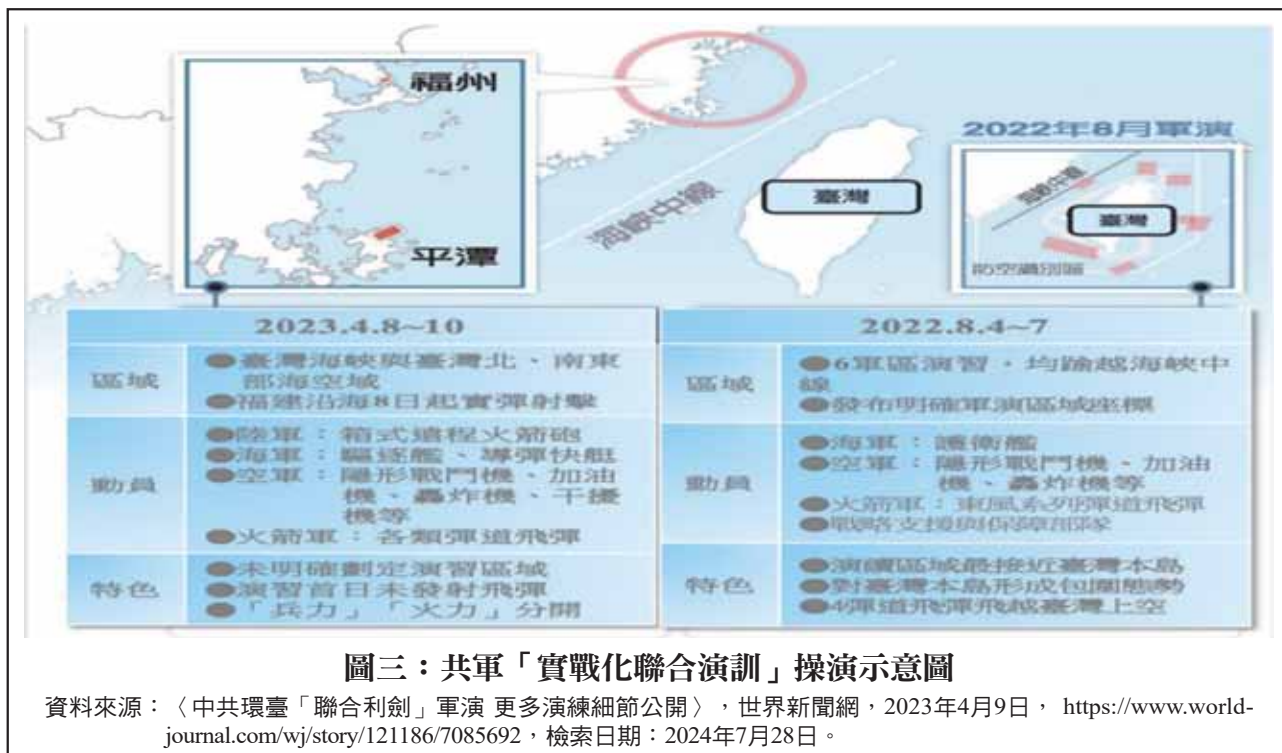 福州
平潭
海峽中線
臺灣
2022年8月軍演
海峽中線
臺灣
防空識別區
2023.4.8~10
區域
●臺灣海峽與臺灣北、南東
部海空域
●福建沿海8日起實彈射擊
動員
●陸軍：箱式遠程火箭砲
●海軍：驅逐艦、導彈快艇
●空軍：隱形戰鬥機、加油
機、轟炸機、干擾
機等
●火箭軍：各類彈道飛彈
特色
●未明確劃定演習區域
●演習首日未發射飛彈
●「兵力」「火力」分開
2022.8.4~7
區域
●6軍區演習，均踰越海峽中
線
●發布明確軍演區域座標
動員
●海軍：護衛艦
●空軍：隱形戰鬥機、加油
機、轟炸機等
●火箭軍：東風系列彈道飛彈
●戰略支援與保障部隊
特色
●演讀區域最接近臺灣本島
●對臺灣本島形成包圍態勢
●4彈道飛彈飛越臺灣上空
圖三：共軍「實戰化聯合演訓」操演示意圖
資料來源：〈中共環臺「聯合利劍」軍演 更多演練細節公開〉，世界新聞網，2023年4月9日， https://www.world-
journal.com/wj/story/121186/7085692，檢索日期：2024年7月28日。